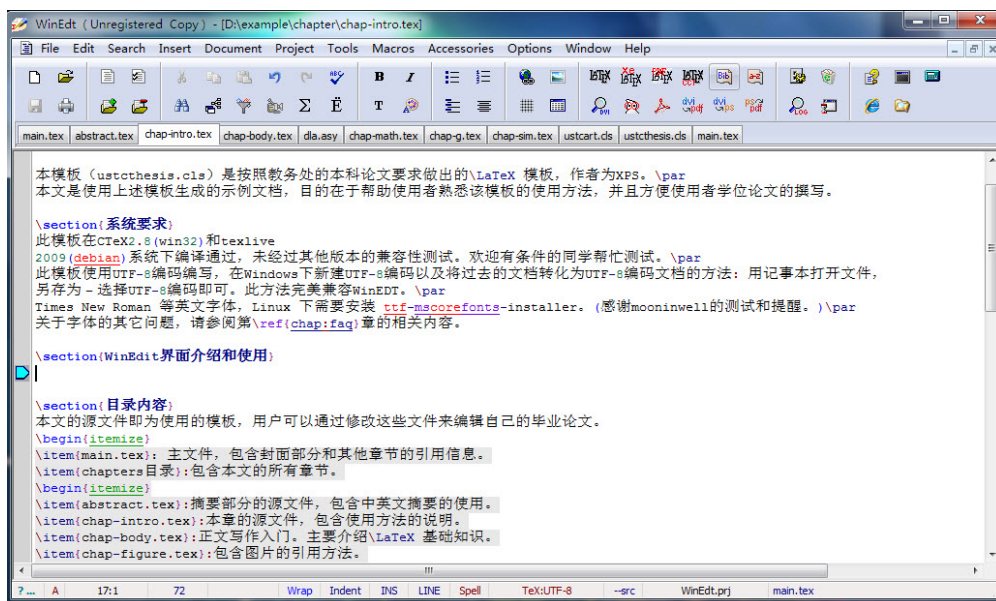 WinEdt (Unregistered Copy) - [D:\example\chapter\chap-intro.tex]
File Edit Search Insert Document Project Tools Macros Accessories Options Window Help
main.tex abstract.tex chap-intro.tex chap-body.tex dla.asy chap-math.tex chap-g.tex chap-sim.tex ustcart.cls ustcthesis.cls main.tex
本模板（ustcthesis.cls）是按照教务处的本科论文要求做出的\LaTeX 模板，作者为XPS。\par
本文是使用上述模板生成的示例文档，目的在于帮助使用者熟悉该模板的使用方法，并且方便使用者学位论文的撰写。
\section{系统要求}
此模板在CTeX2.8(win32)和texlive
2009(debian)系统下编译通过，未经过其他版本的兼容性测试。欢迎有条件的同学帮忙测试。\par
此模板使用UTF-8编码编写，在Windows下新建UTF-8编码以及将过去的文档转化为UTF-8编码文档的方法：用记事本打开文件，
另存为－选择UTF-8编码即可。此方法完美兼容WinEDT。\par
Times New Roman 等英文字体，Linux 下需要安装 ttf-mscorefonts-installer。(感谢mooninwell的测试和提醒。)\par
关于字体的其它问题，请参阅第\ref{chap:faq}章的相关内容。
\section{WinEdit界面介绍和使用}
\section{目录内容}
本文的源文件即为使用的模板，用户可以通过修改这些文件来编辑自己的毕业论文。
\begin{itemize}
\item{main.tex}: 主文件，包含封面部分和其他章节的引用信息。
\item{chapters目录}:包含本文的所有章节。
\begin{itemize}
\item{abstract.tex}:摘要部分的源文件，包含中英文摘要的使用。
\item{chap-intro.tex}:本章的源文件，包含使用方法的说明。
\item{chap-body.tex}:正文写作入门。主要介绍\LaTeX 基础知识。
\item{chap-figure.tex}:包含图片的引用方法。
?... A 17:1 72 Wrap Indent INS LINE Spell TeX:UTF-8 --src WinEdt.prj main.tex